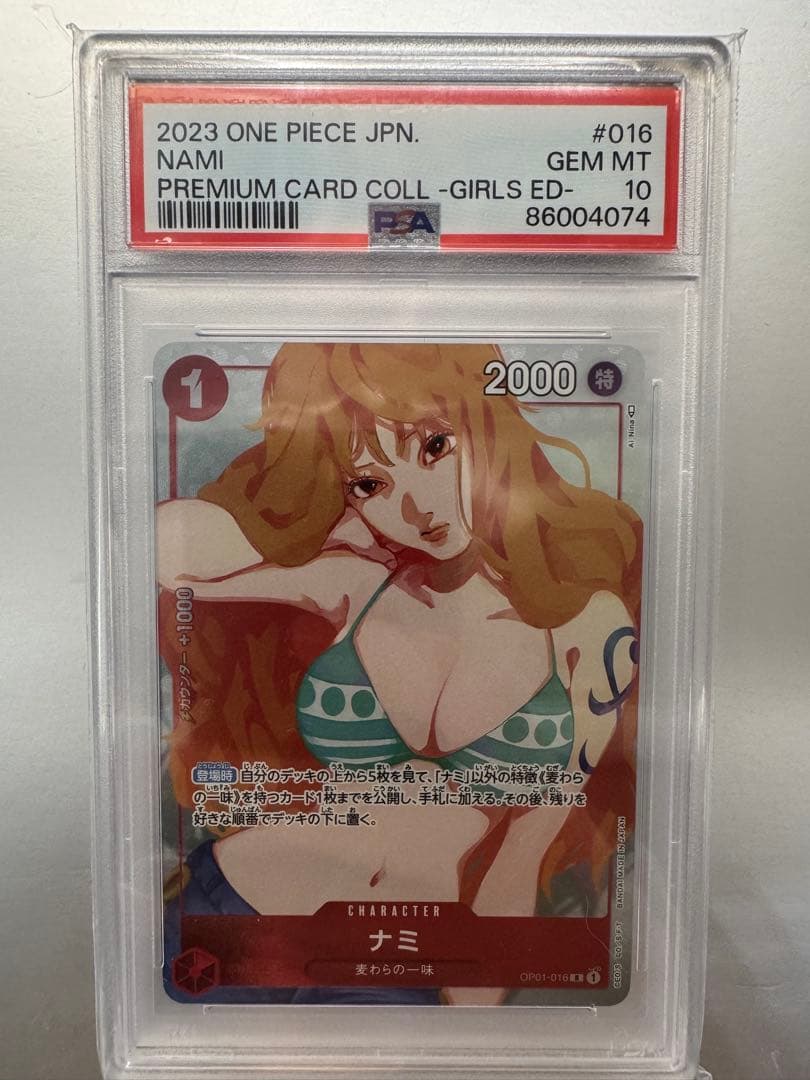 2023 ONE PIECE JPN. #016
NAMI GEM MT
PREMIUM CARD COLL -GIRLS ED- 10
PSA 86004074
1
2000 特
Ai Nina
カウンター +1000
登場時 自分のデッキの上から5枚を見て、「ナミ」以外の特徴《麦わら
の一味》を持つカード1枚までを公開し、手札に加える。その後、残りを
好きな順番でデッキの下に置く。
BANDAI MADE IN JAPAN
CHARACTER
ナミ
麦わらの一味
OP01-016 R 1